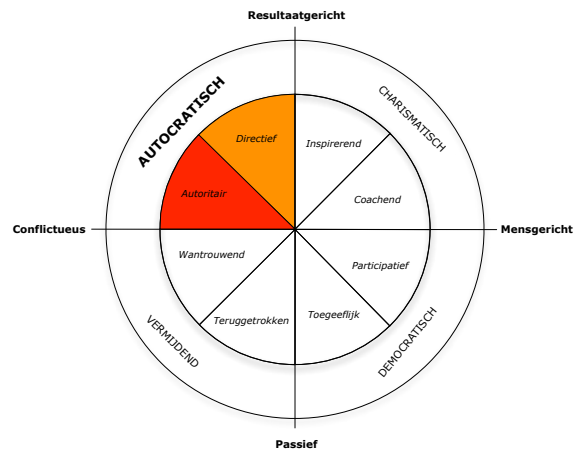 Resultaatgericht
AUTOCRATISCH
CHARISMATISCH
Directief
Inspirerend
Autoritair
Coachend
Conflictueus
Mensgericht
Wantrouwend
Participatief
Teruggetrokken
Toegeeflijk
VERMIJDEND
DEMOCRATISCH
Passief